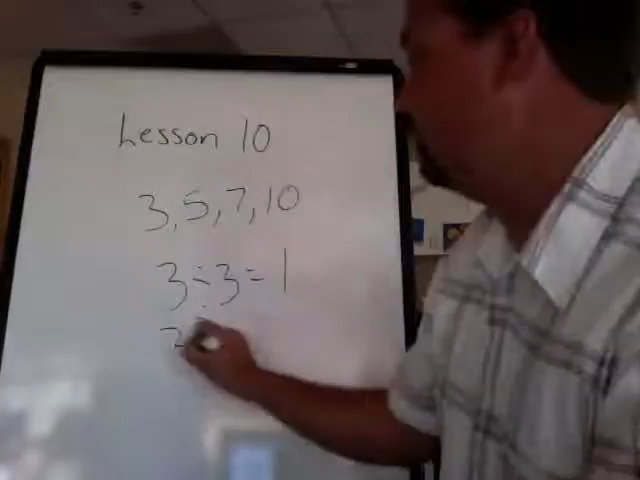 Lesson 10
3, 5, 7, 10
3 ÷ 3 = 1